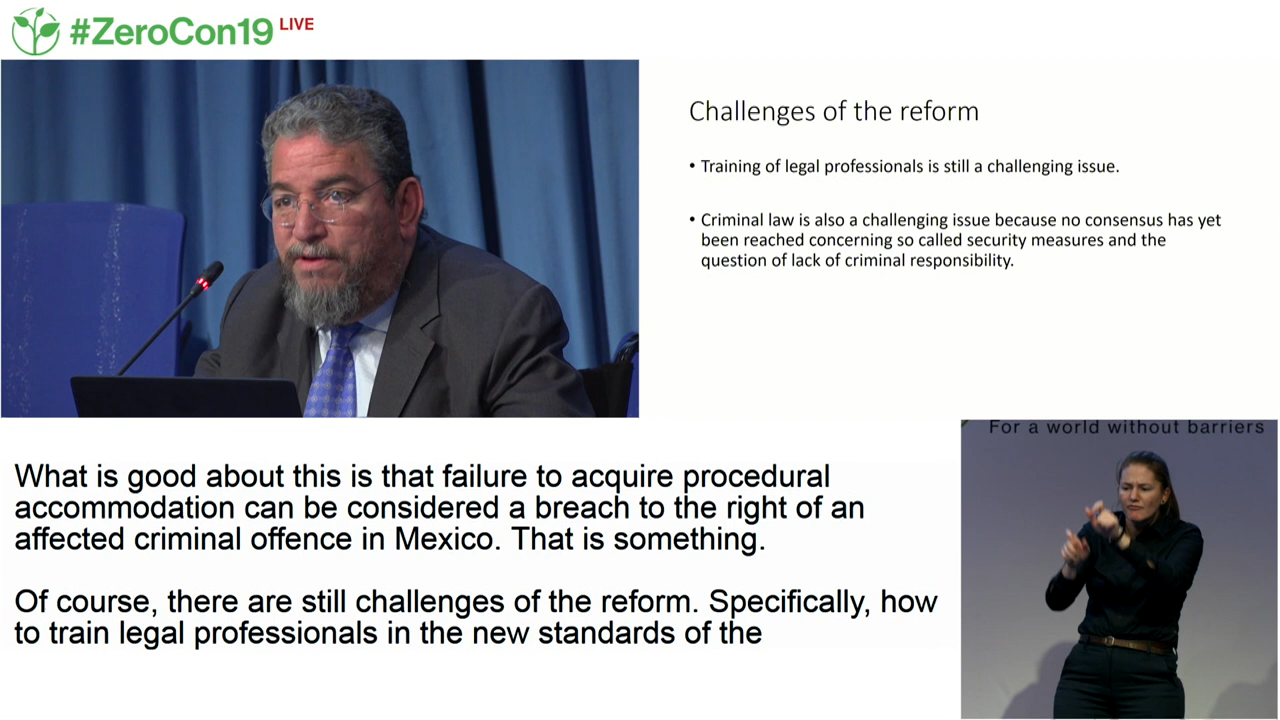 #ZeroCon19 LIVE
Challenges of the reform
• Training of legal professionals is still a challenging issue.
• Criminal law is also a challenging issue because no consensus has yet
been reached concerning so called security measures and the
question of lack of criminal responsibility.
For a world without barriers
What is good about this is that failure to acquire procedural
accommodation can be considered a breach to the right of an
affected criminal offence in Mexico. That is something.
Of course, there are still challenges of the reform. Specifically, how
to train legal professionals in the new standards of the